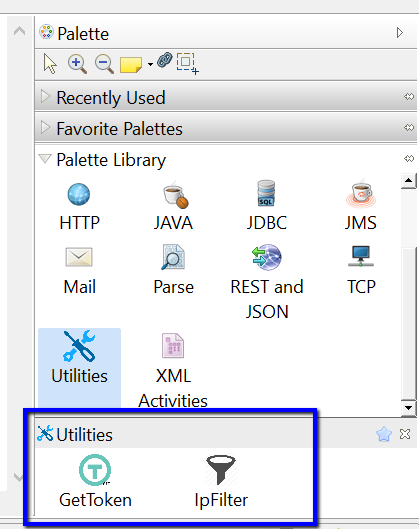 Palette
Recently Used
Favorite Palettes
Palette Library
HTTP JAVA JDBC JMS
SQL
Mail Parse REST and JSON TCP
Utilities XML Activities
Utilities
T
GetToken IpFilter